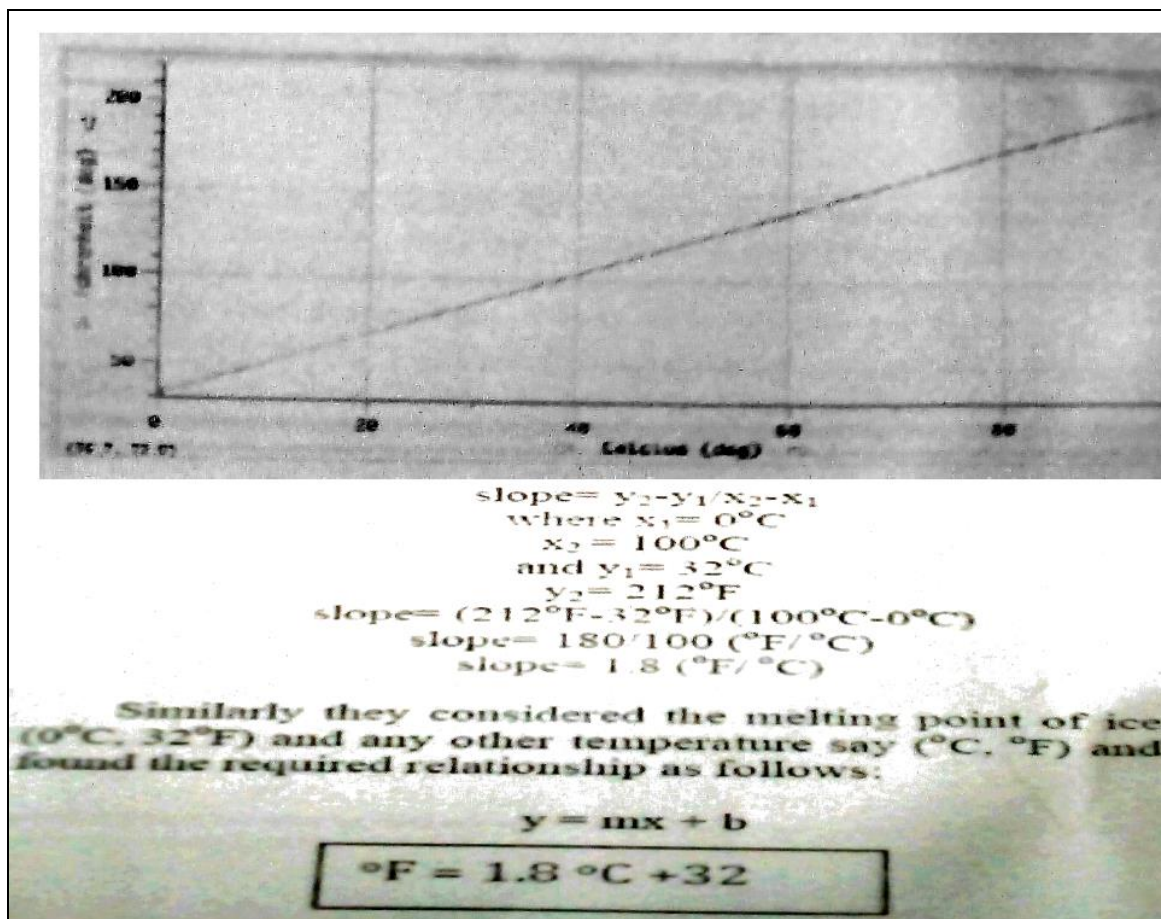 200
150
100
50
0 20 40 60 80
Celcius (deg)
slope= y₂-y₁/x₂-x₁
where x₁= 0°C
x₂ = 100°C
and y₁= 32°C
y₂= 212°F
slope= (212°F-32°F)/(100°C-0°C)
slope= 180/100 (°F/ °C)
slope= 1.8 (°F/ °C)
Similarly they considered the melting point of ice
(0°C, 32°F) and any other temperature say (°C, °F) and
found the required relationship as follows:
y = mx + b
°F = 1.8 °C +32